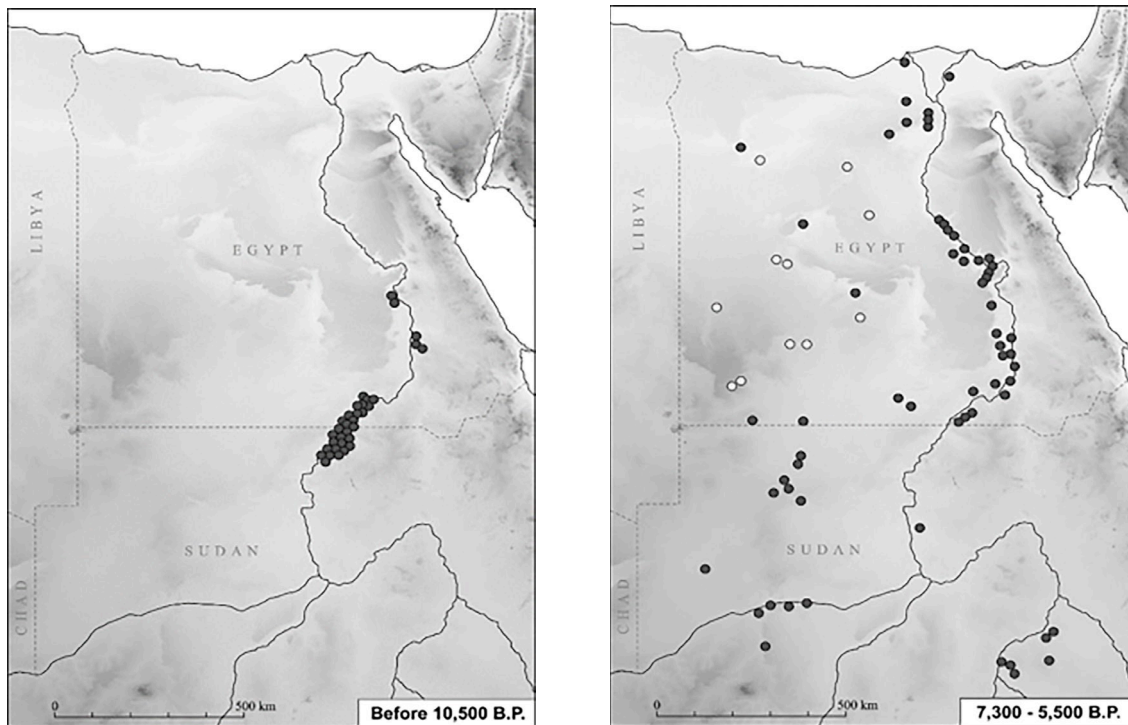 LIBYA
EGYPT
SUDAN
CHAD
0
500 km
Before 10,500 B.P.
LIBYA
EGYPT
SUDAN
CHAD
0
500 km
7,300 - 5,500 B.P.